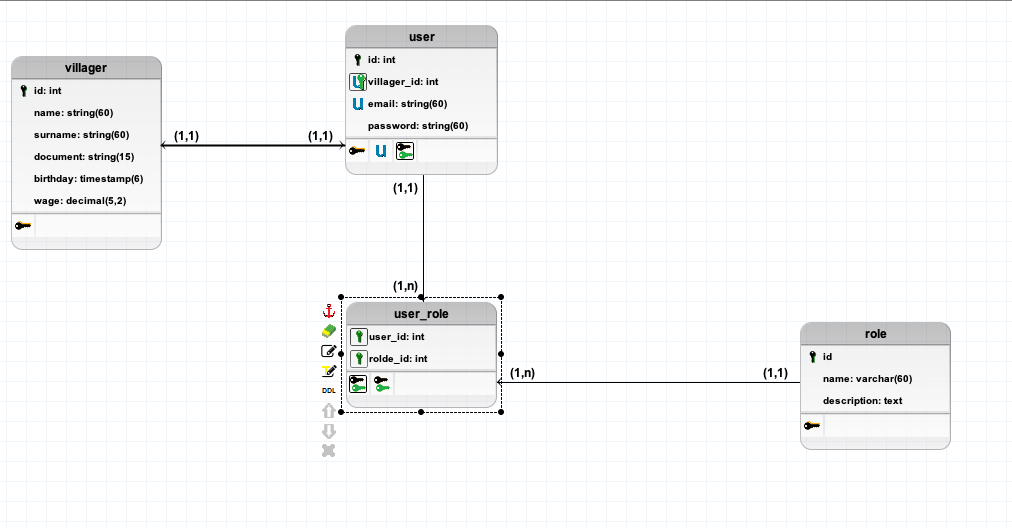 villager
id: int
name: string(60)
surname: string(60)
document: string(15)
birthday: timestamp(6)
wage: decimal(5,2)
(1,1)
(1,1)
user
id: int
villager_id: int
U
email: string(60)
password: string(60)
U
(1,1)
(1,n)
user_role
user_id: int
rolde_id: int
DDL
(1,n)
(1,1)
role
id
name: varchar(60)
description: text